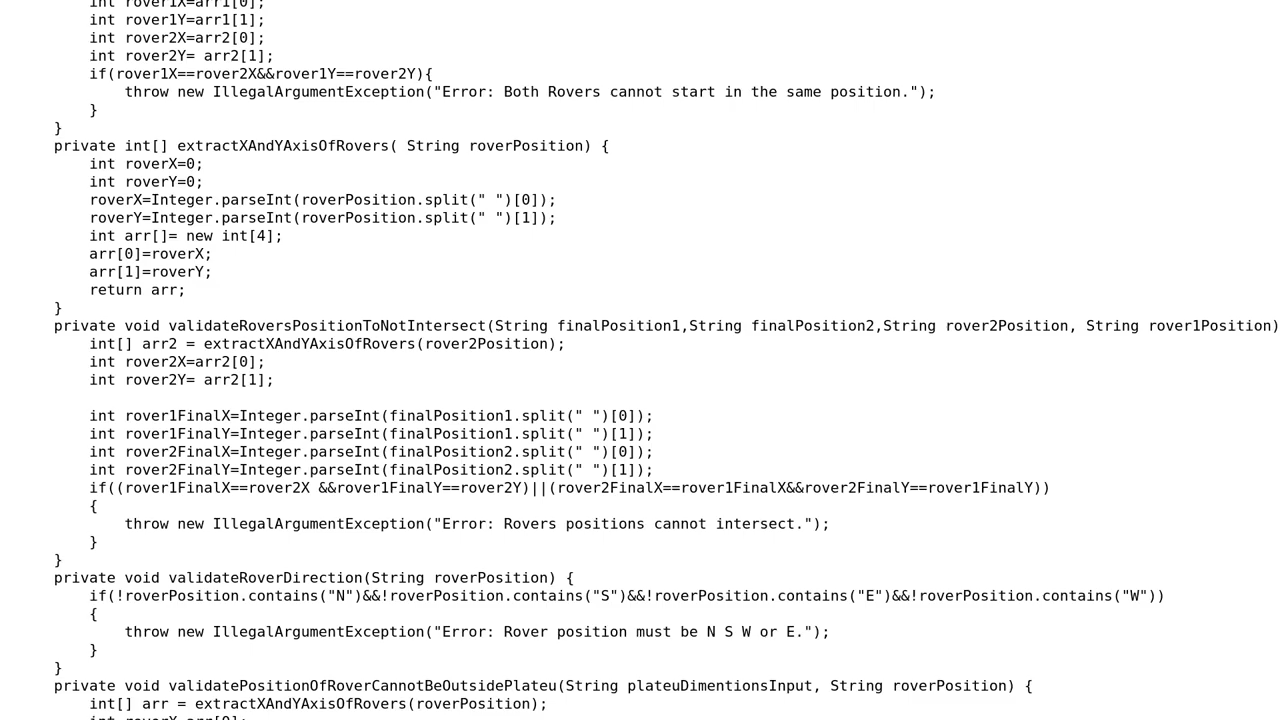 int rover1X=arr1[0];
int rover1Y=arr1[1];
int rover2X=arr2[0];
int rover2Y= arr2[1];
if(rover1X==rover2X&&rover1Y==rover2Y){
throw new IllegalArgumentException("Error: Both Rovers cannot start in the same position.");
}
}
private int[] extractXAndYAxisOfRovers( String roverPosition) {
int roverX=0;
int roverY=0;
roverX=Integer.parseInt(roverPosition.split(" ")[0]);
roverY=Integer.parseInt(roverPosition.split(" ")[1]);
int arr[]= new int[4];
arr[0]=roverX;
arr[1]=roverY;
return arr;
}
private void validateRoversPositionToNotIntersect(String finalPosition1,String finalPosition2,String rover2Position, String rover1Position)
int[] arr2 = extractXAndYAxisOfRovers(rover2Position);
int rover2X=arr2[0];
int rover2Y= arr2[1];
int rover1FinalX=Integer.parseInt(finalPosition1.split(" ")[0]);
int rover1FinalY=Integer.parseInt(finalPosition1.split(" ")[1]);
int rover2FinalX=Integer.parseInt(finalPosition2.split(" ")[0]);
int rover2FinalY=Integer.parseInt(finalPosition2.split(" ")[1]);
if((rover1FinalX==rover2X &&rover1FinalY==rover2Y)||(rover2FinalX==rover1FinalX&&rover2FinalY==rover1FinalY))
{
throw new IllegalArgumentException("Error: Rovers positions cannot intersect.");
}
}
private void validateRoverDirection(String roverPosition) {
if(!roverPosition.contains("N")&&!roverPosition.contains("S")&&!roverPosition.contains("E")&&!roverPosition.contains("W"))
{
throw new IllegalArgumentException("Error: Rover position must be N S W or E.");
}
}
private void validatePositionOfRoverCannotBeOutsidePlateu(String plateuDimentionsInput, String roverPosition) {
int[] arr = extractXAndYAxisOfRovers(roverPosition);
int roverX=arr[0];